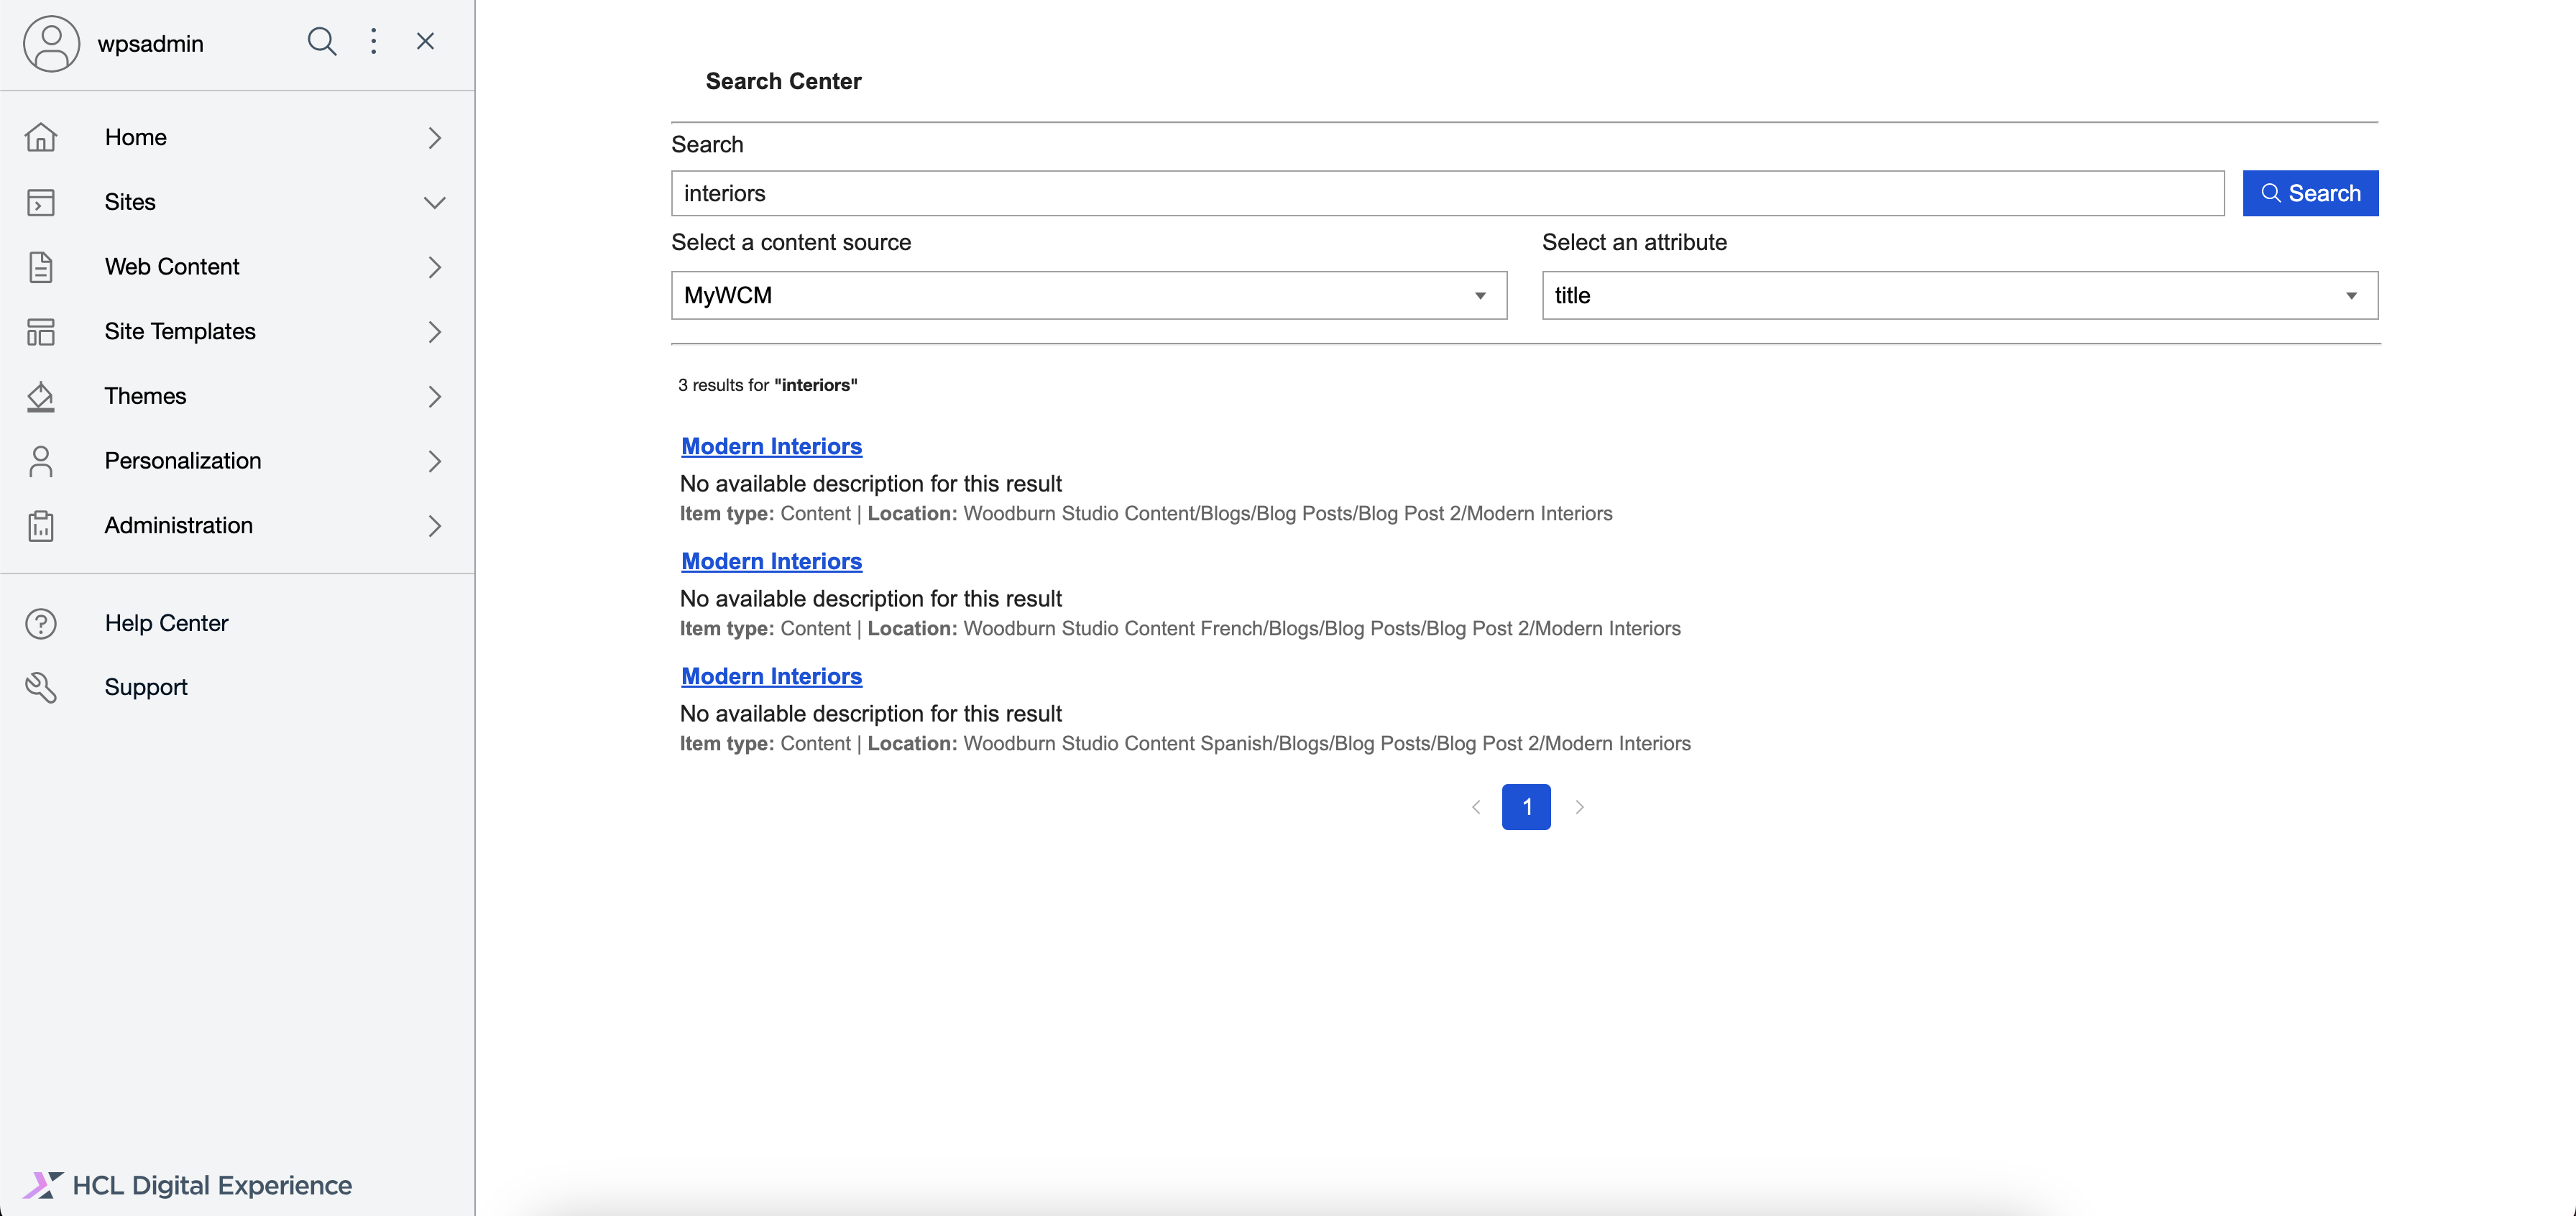 wpsadmin
Home
Sites
Web Content
Site Templates
Themes
Personalization
Administration
Help Center
Support
HCL Digital Experience
Search Center
Search
interiors
Search
Select a content source
Select an attribute
MyWCM
title
3 results for "interiors"
Modern Interiors
No available description for this result
Item type: Content | Location: Woodburn Studio Content/Blogs/Blog Posts/Blog Post 2/Modern Interiors
Modern Interiors
No available description for this result
Item type: Content | Location: Woodburn Studio Content French/Blogs/Blog Posts/Blog Post 2/Modern Interiors
Modern Interiors
No available description for this result
Item type: Content | Location: Woodburn Studio Content Spanish/Blogs/Blog Posts/Blog Post 2/Modern Interiors
1